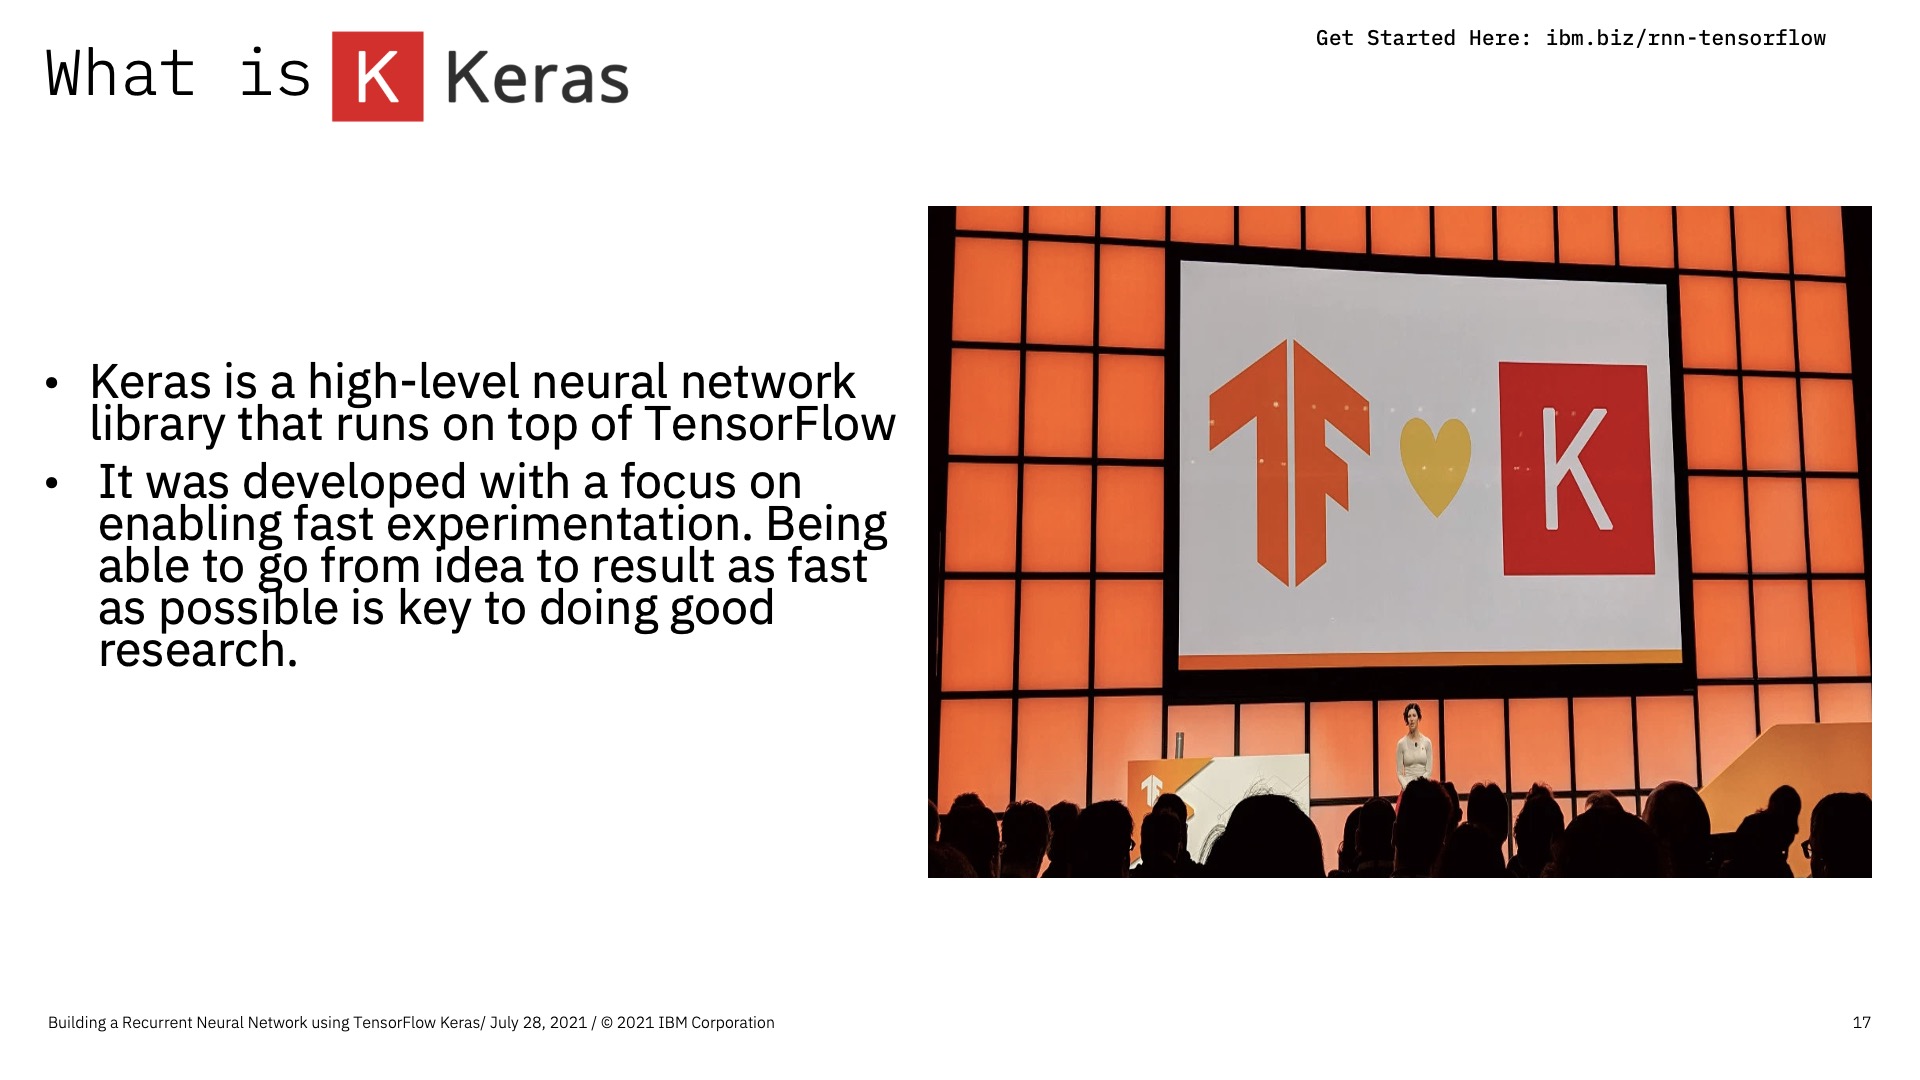 What is K Keras
Get Started Here: ibm.biz/rnn-tensorflow
• Keras is a high-level neural network
library that runs on top of TensorFlow
• It was developed with a focus on
enabling fast experimentation. Being
able to go from idea to result as fast
as possible is key to doing good
research.
TF K
Building a Recurrent Neural Network using TensorFlow Keras/ July 28, 2021 / © 2021 IBM Corporation
17